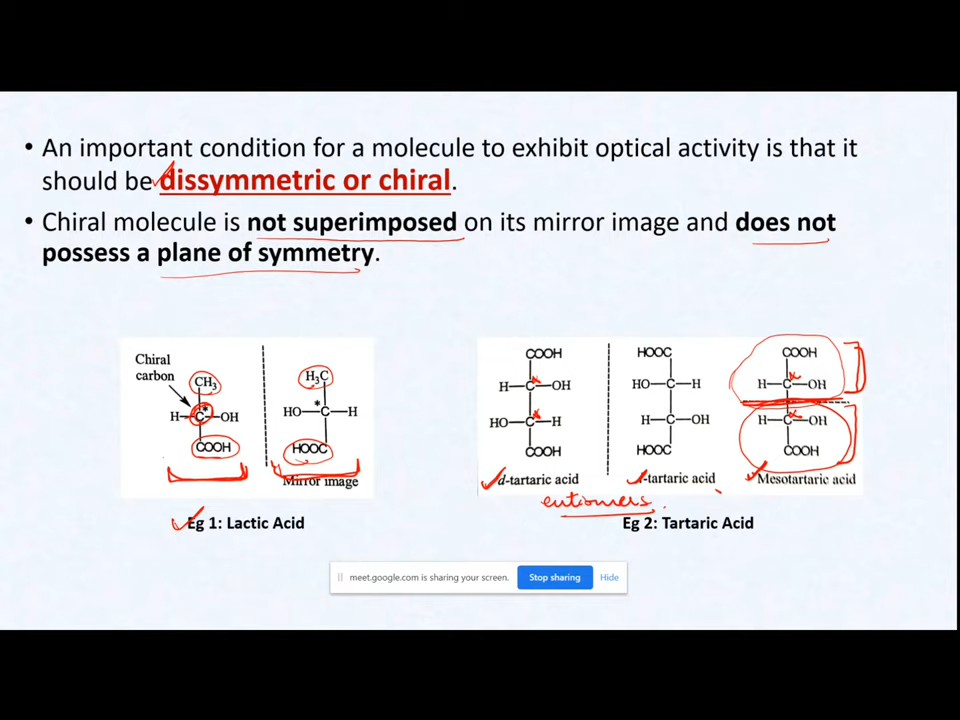 • An important condition for a molecule to exhibit optical activity is that it
should be dissymmetric or chiral.
• Chiral molecule is not superimposed on its mirror image and does not
possess a plane of symmetry.
Chiral
carbon
CH3
H–C*–OH
COOH
H3C
HO–C*–H
HOOC
Mirror image
Eg 1: Lactic Acid
COOH
H–C–OH
HO–C–H
COOH
d-tartaric acid
HOOC
HO–C–H
H–C–OH
HOOC
-tartaric acid
COOH
H–C–OH
H–C–OH
COOH
Mesotartaric acid
entiomers
Eg 2: Tartaric Acid
meet.google.com is sharing your screen.
Stop sharing
Hide